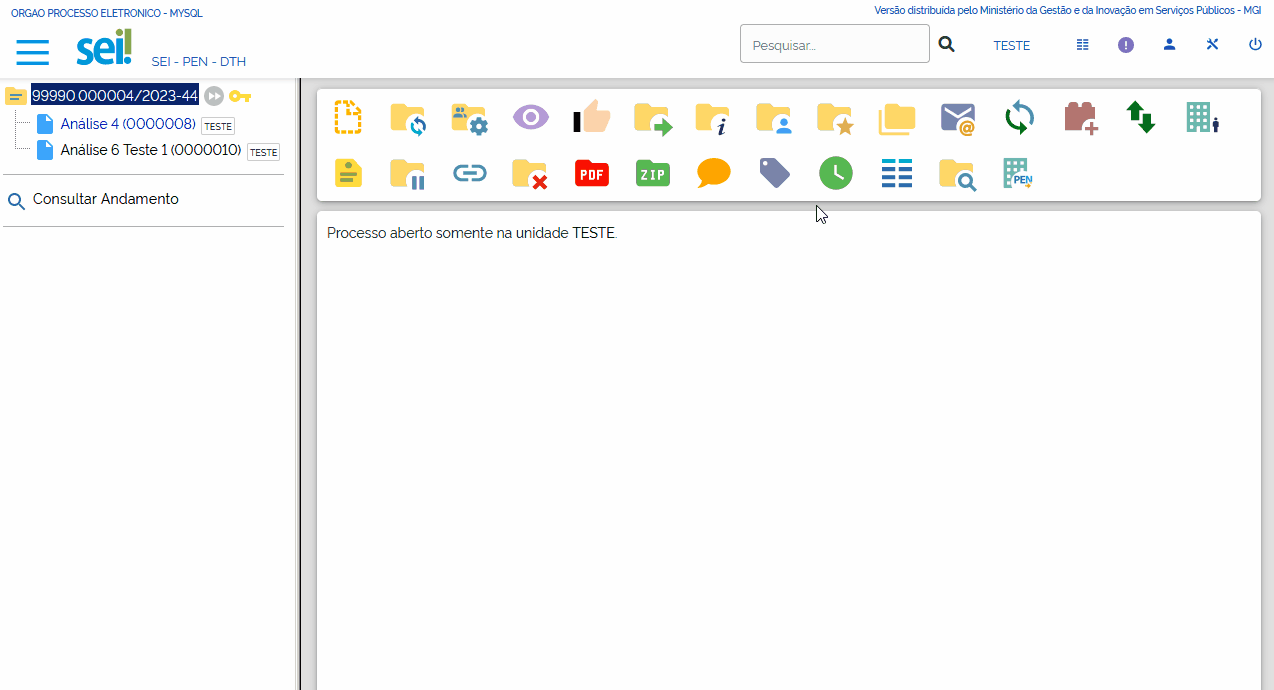 ORGAO PROCESSO ELETRONICO - MYSQL
Versão distribuída pelo Ministério da Gestão e da Inovação em Serviços Públicos - MGI
sei!
SEI - PEN - DTH
Pesquisar...
TESTE
99990.000004/2023-44
Análise 4 (0000008) TESTE
Análise 6 Teste 1 (0000010) TESTE
Consultar Andamento
PDF
ZIP
PEN
Processo aberto somente na unidade TESTE.